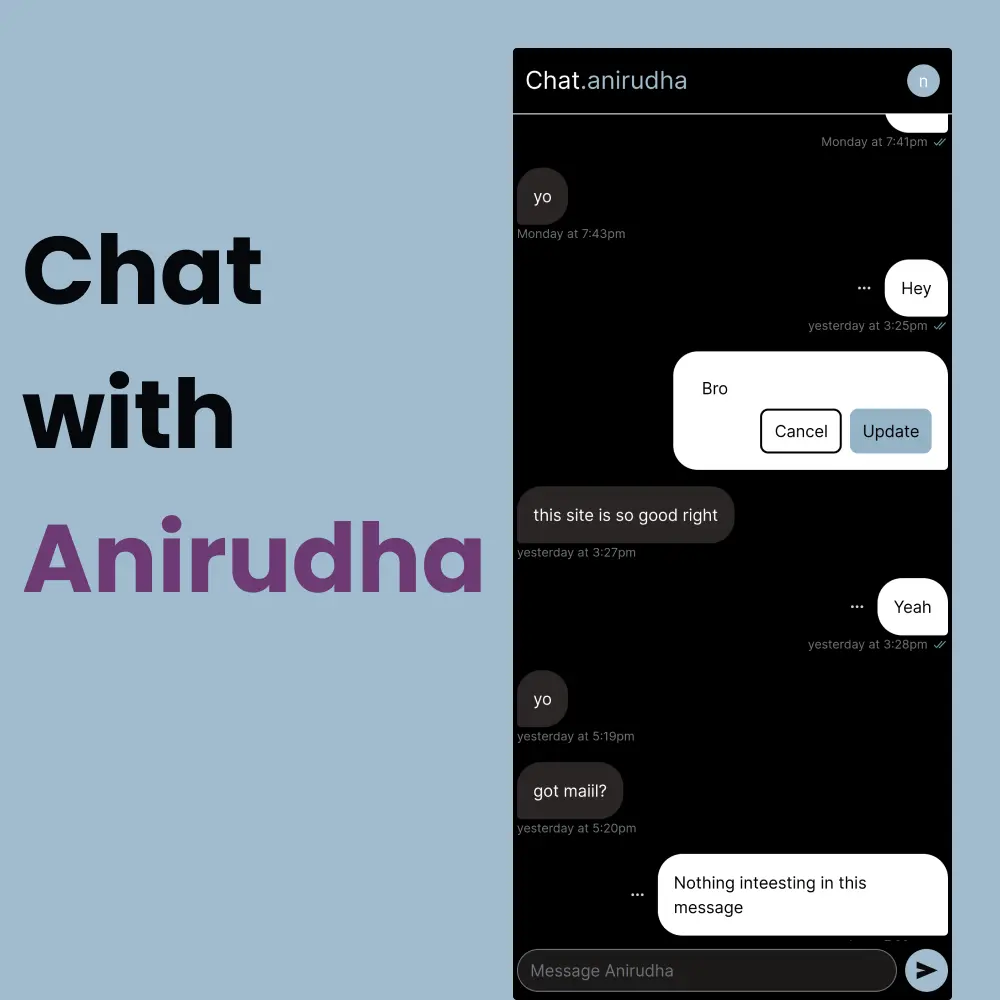 Chat
with
Anirudha
Chat.anirudha
n
Monday at 7:41pm
yo
Monday at 7:43pm
Hey
yesterday at 3:25pm
Bro
Cancel
Update
this site is so good right
yesterday at 3:27pm
Yeah
yesterday at 3:28pm
yo
yesterday at 5:19pm
got maiil?
yesterday at 5:20pm
Nothing inteesting in this
message
Message Anirudha